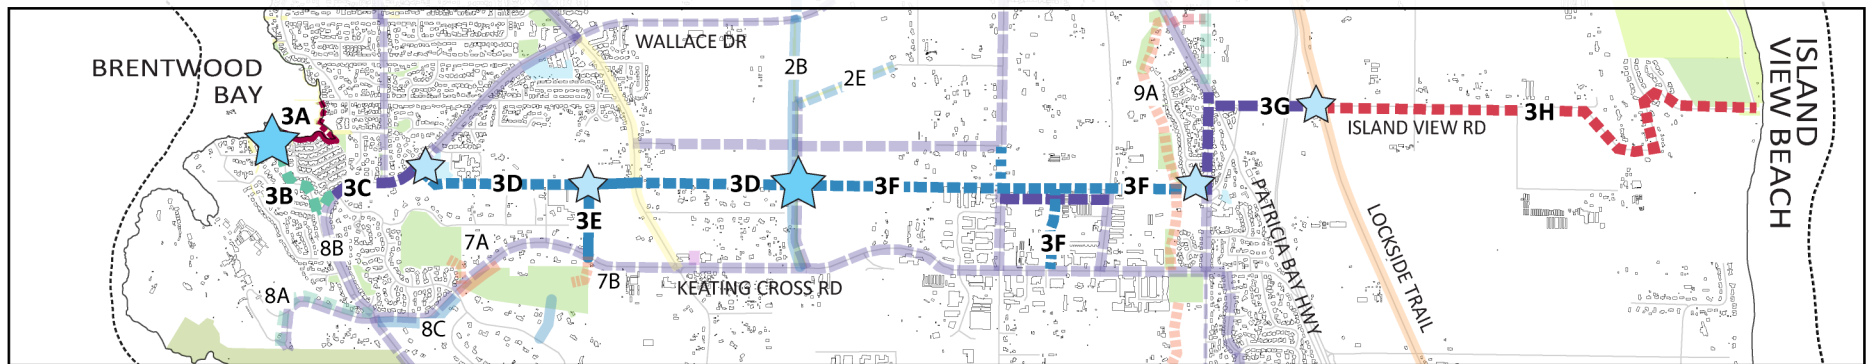 WALLACE DR
BRENTWOOD
BAY
2B
2E
9A
3A
3G
3H
ISLAND VIEW RD
ISLAND
VIEW BEACH
3B
3C
3D
3D
3F
3F
3E
3F
8B
7A
7B
KEATING CROSS RD
PATRICIA BAY HWY
LOCKSIDE TRAIL
8A
8C